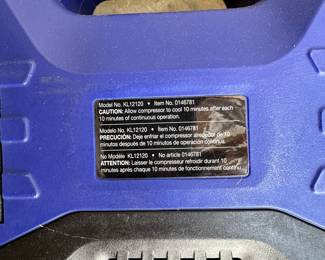 Model No. KL12120 • Item No. 0146781
CAUTION: Allow compressor to cool 10 minutes after each
10 minutes of continuous operation.
Modelo No. KL12120 • Item No. 0146781
PRECAUCIÓN: Deje enfriar el compresor alrededor de 10
minutos después de 10 minutos de operación continua.
No Modèle KL12120 • No article 0146781
ATTENTION: Laisser le compresseur refroidir durant 10
minutes après chaque 10 minutes de fonctionnement continu.